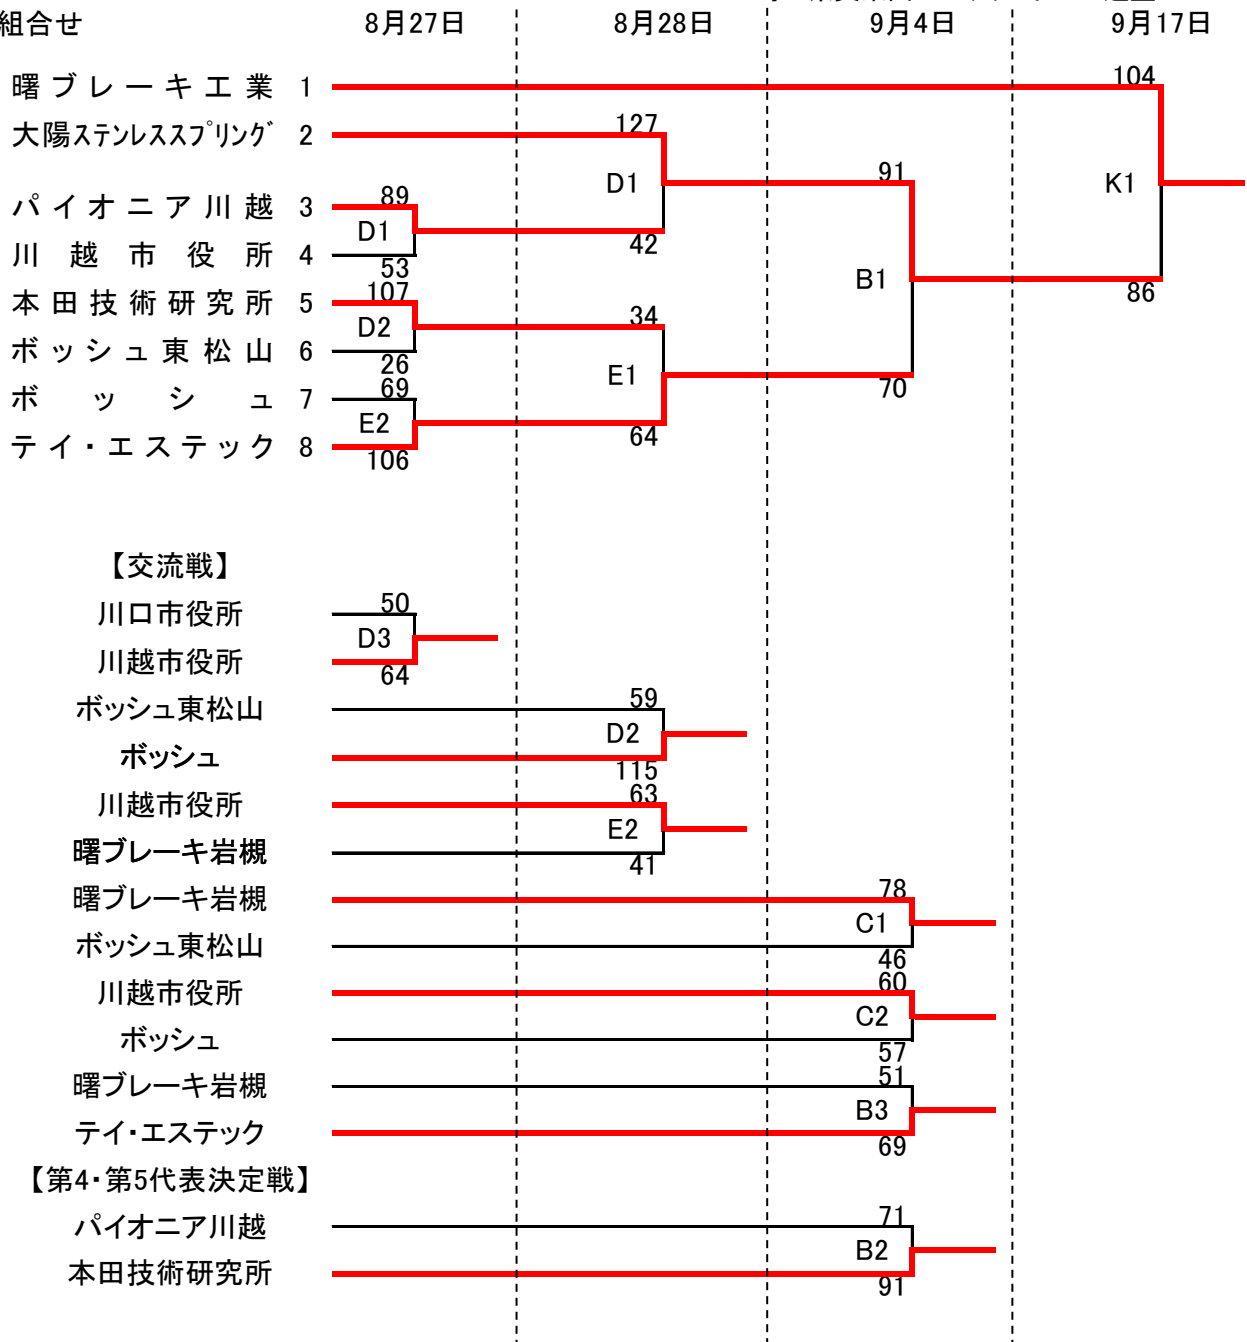 組合せ 8月27日 8月28日 9月4日 9月17日
曙ブレーキ工業 1 104
大陽ステンレススプリング 2 127
D1 91 K1
パイオニア川越 3 89
D1
川越市役所 4 53 42
本田技術研究所 5 107 B1 86
D2 34
ボッシュ東松山 6 26
E1 70
ボッシュ 7 69
E2 64
テイ・エステック 8 106
【交流戦】
川口市役所 50
D3
川越市役所 64
ボッシュ東松山 59
D2
ボッシュ 115
川越市役所 63
E2
曙ブレーキ岩槻 41
曙ブレーキ岩槻 78
C1
ボッシュ東松山 46
川越市役所 60
C2
ボッシュ 57
曙ブレーキ岩槻 51
B3
テイ・エステック 69
【第4・第5代表決定戦】
パイオニア川越 71
B2
本田技術研究所 91